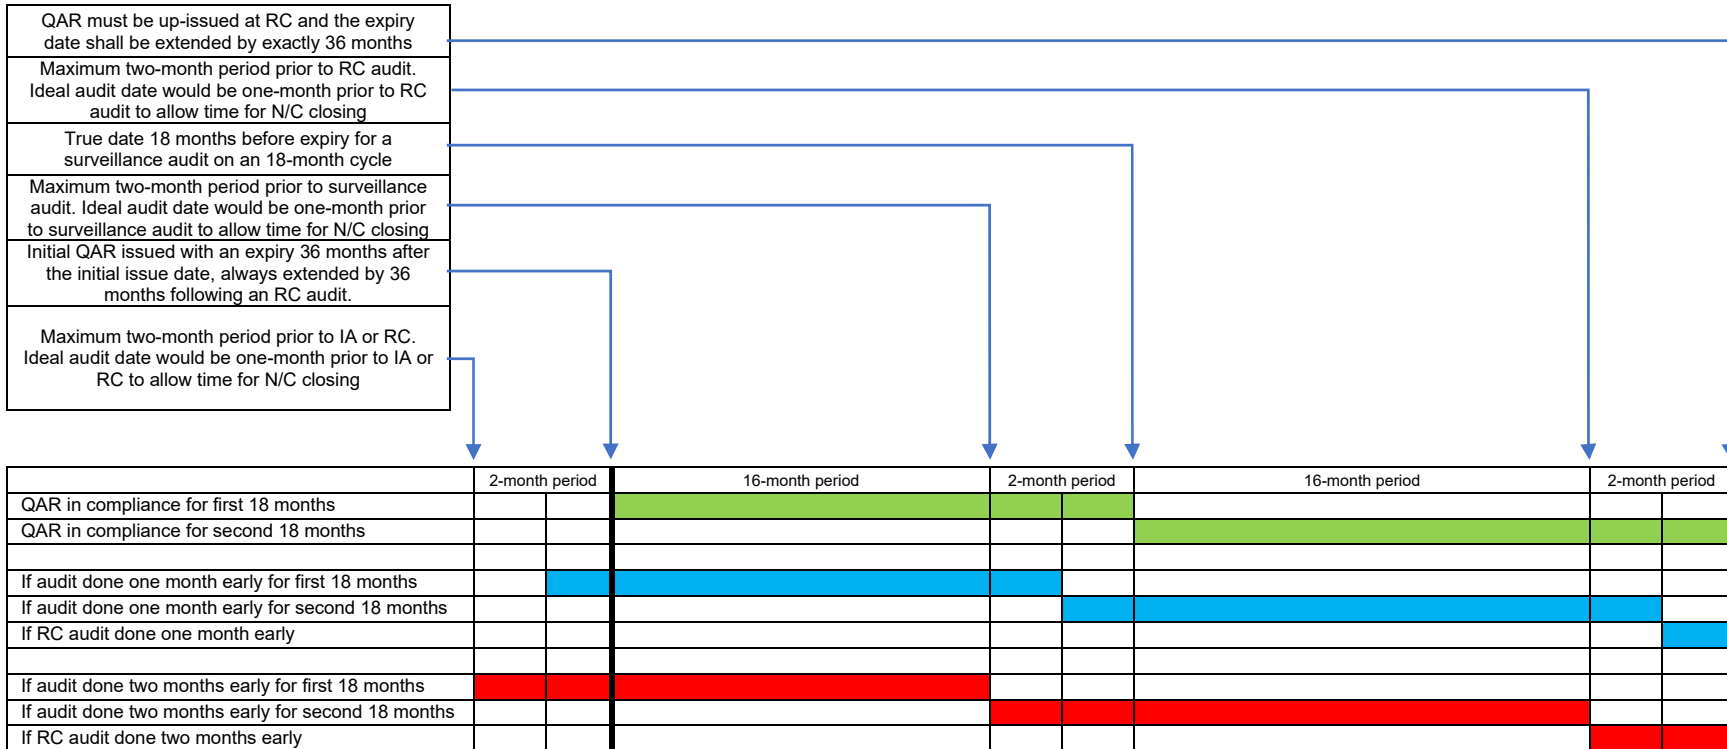 QAR must be up-issued at RC and the expiry
date shall be extended by exactly 36 months
Maximum two-month period prior to RC audit.
Ideal audit date would be one-month prior to RC
audit to allow time for N/C closing
True date 18 months before expiry for a
surveillance audit on an 18-month cycle
Maximum two-month period prior to surveillance
audit. Ideal audit date would be one-month prior
to surveillance audit to allow time for N/C closing
Initial QAR issued with an expiry 36 months after
the initial issue date, always extended by 36
months following an RC audit.
Maximum two-month period prior to IA or RC.
Ideal audit date would be one-month prior to IA or
RC to allow time for N/C closing
2-month period 16-month period 2-month period 16-month period 2-month period
QAR in compliance for first 18 months
QAR in compliance for second 18 months
If audit done one month early for first 18 months
If audit done one month early for second 18 months
If RC audit done one month early
If audit done two months early for first 18 months
If audit done two months early for second 18 months
If RC audit done two months early